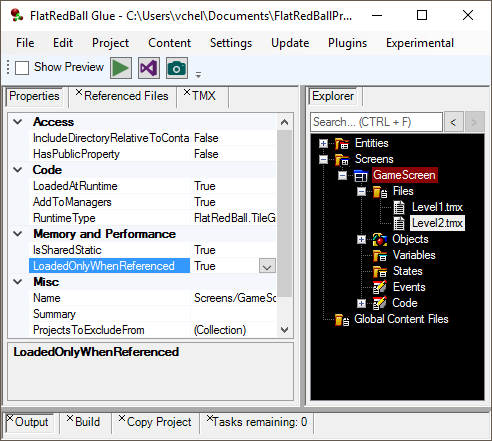 FlatRedBall Glue - C:\Users\vchel\Documents\FlatRedBallPr...
File Project Content Settings Update Plugins Experimental
Show Preview
Properties Referenced Files TMX
Access
IncludeDirectoryRelativeToConta False
HasPublicProperty False
Code
LoadedAtRuntime True
AddToManagers True
RuntimeType FlatRedBall.TileG
Memory and Performance
IsSharedStatic True
LoadedOnlyWhenReferenced True
Misc
Name Screens/GameSc
Summary
ProjectsToExcludeFrom (Collection)
LoadedOnlyWhenReferenced
Explorer
Search... (CTRL + F) < >
Entities
Screens
GameScreen
Files
Level1.tmx
Level2.tmx
Objects
Variables
States
Events
Code
Global Content Files
Output Build Copy Project Tasks remaining: 0